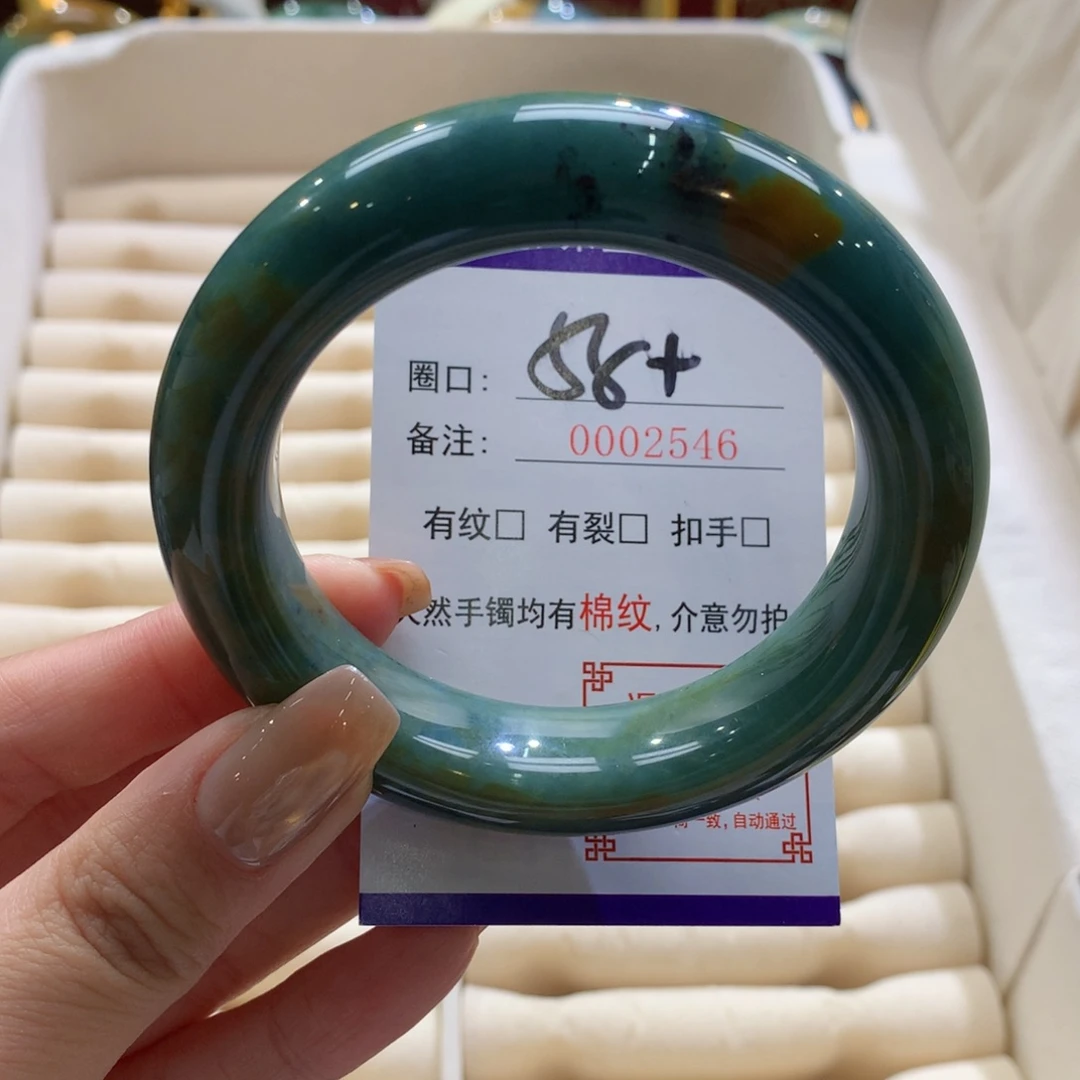 圈口: 58+
备注: 0002546
有纹□ 有裂□ 扣手□
然手镯均有棉纹, 介意勿拍
一致, 自动通过